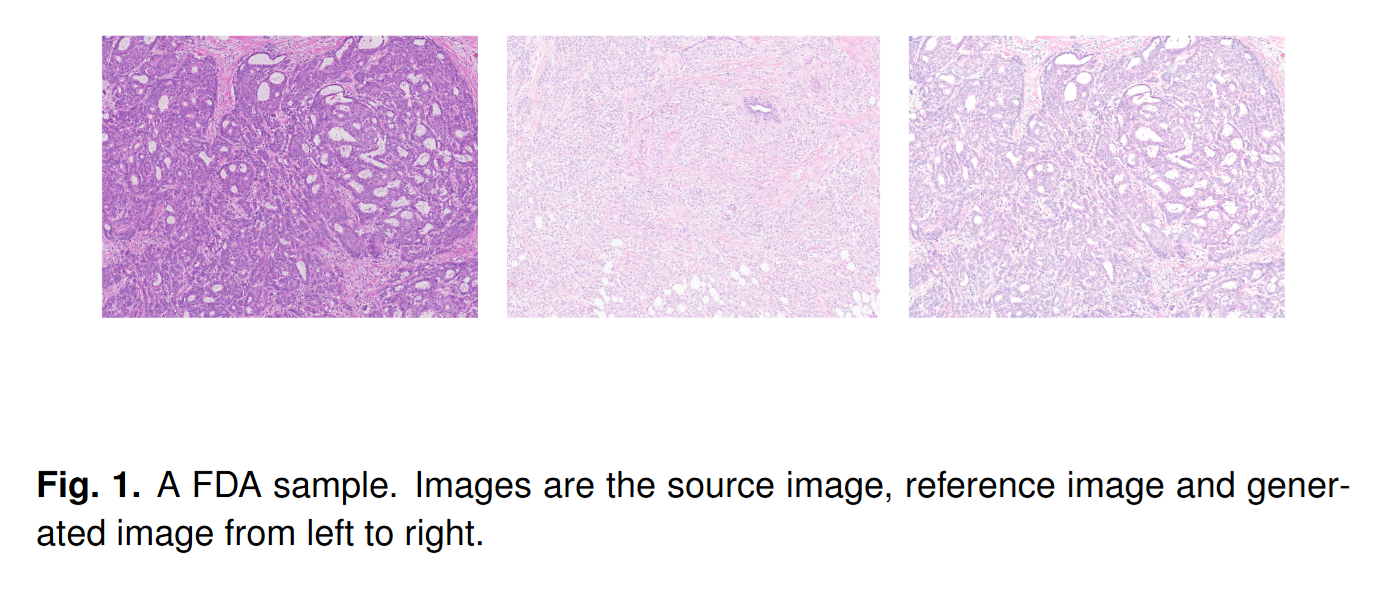 Fig. 1. A FDA sample. Images are the source image, reference image and gener-
ated image from left to right.